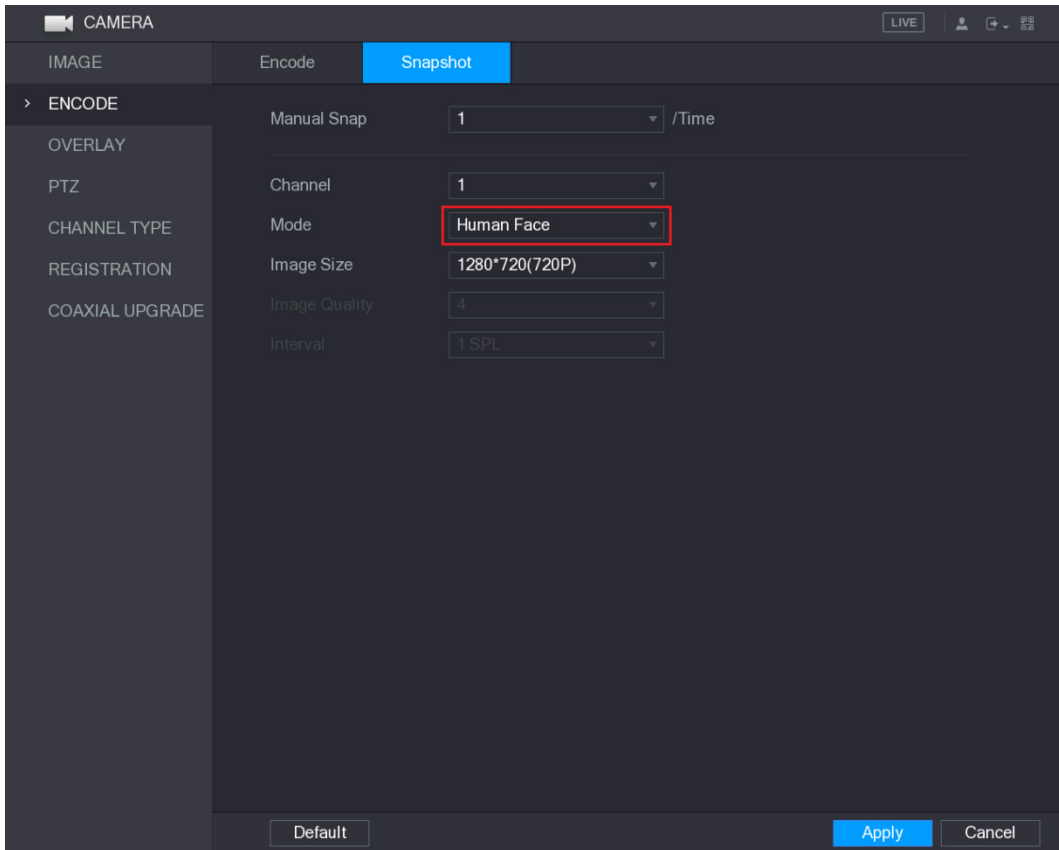 CAMERA LIVE
IMAGE
ENCODE
OVERLAY
PTZ
CHANNEL TYPE
REGISTRATION
COAXIAL UPGRADE
Encode Snapshot
Manual Snap 1 /Time
Channel 1
Mode Human Face
Image Size 1280*720(720P)
Image Quality 4
Interval 1 SPL
Default Apply Cancel